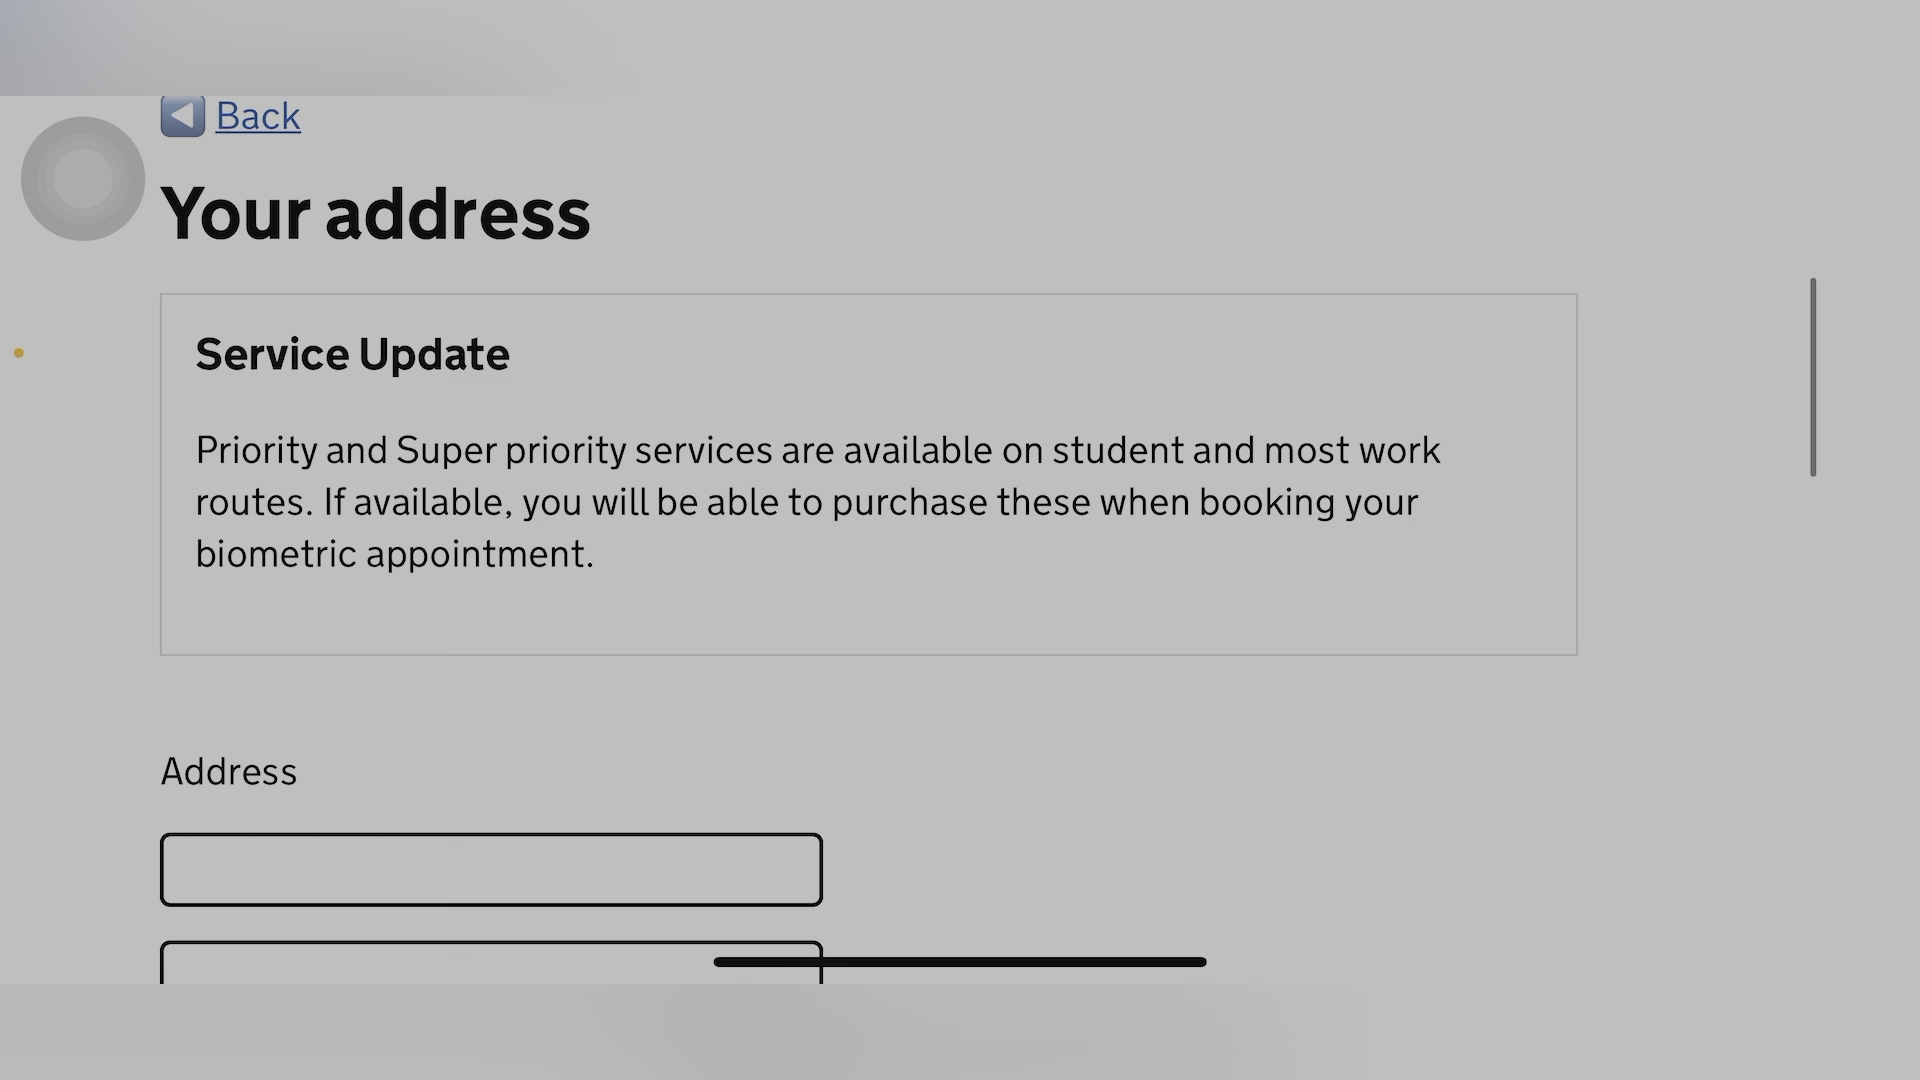 Back
Your address
Service Update
Priority and Super priority services are available on student and most work
routes. If available, you will be able to purchase these when booking your
biometric appointment.
Address